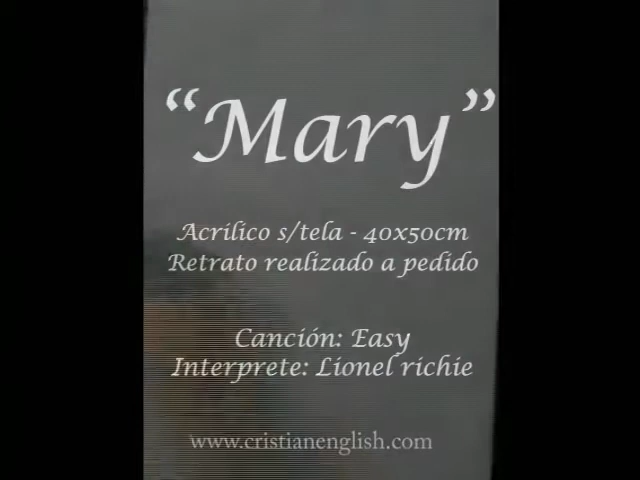 “Mary”
Acrílico s/tela - 40x50cm
Retrato realizado a pedido
Canción: Easy
Interprete: Lionel richie
www.cristianenglish.com